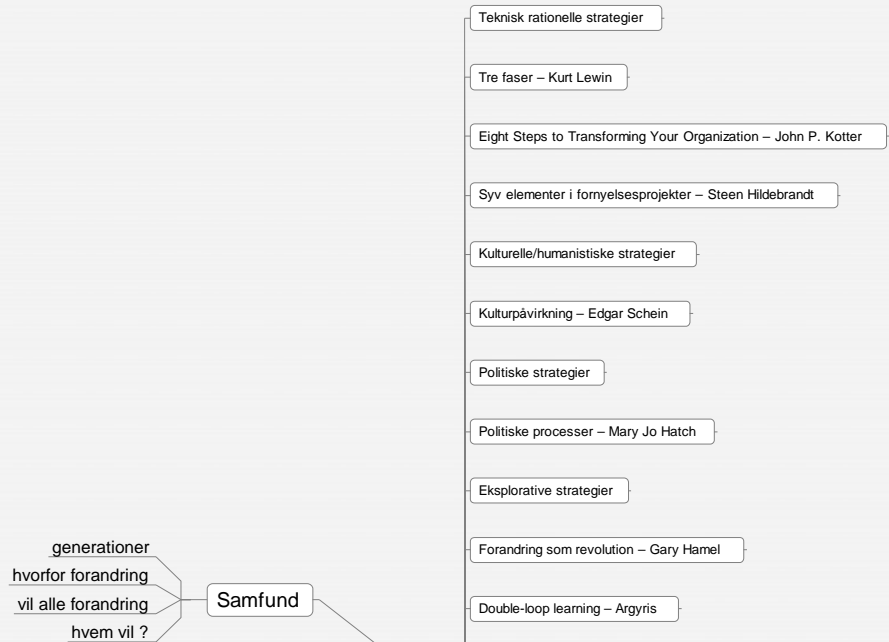 Teknisk rationelle strategier
Tre faser – Kurt Lewin
Eight Steps to Transforming Your Organization – John P. Kotter
Syv elementer i fornyelsesprojekter – Steen Hildebrandt
Kulturelle/humanistiske strategier
Kulturpåvirkning – Edgar Schein
Politiske strategier
Politiske processer – Mary Jo Hatch
Eksplorative strategier
Forandring som revolution – Gary Hamel
Double-loop learning – Argyris
generationer
hvorfor forandring
vil alle forandring
hvem vil ?
Samfund